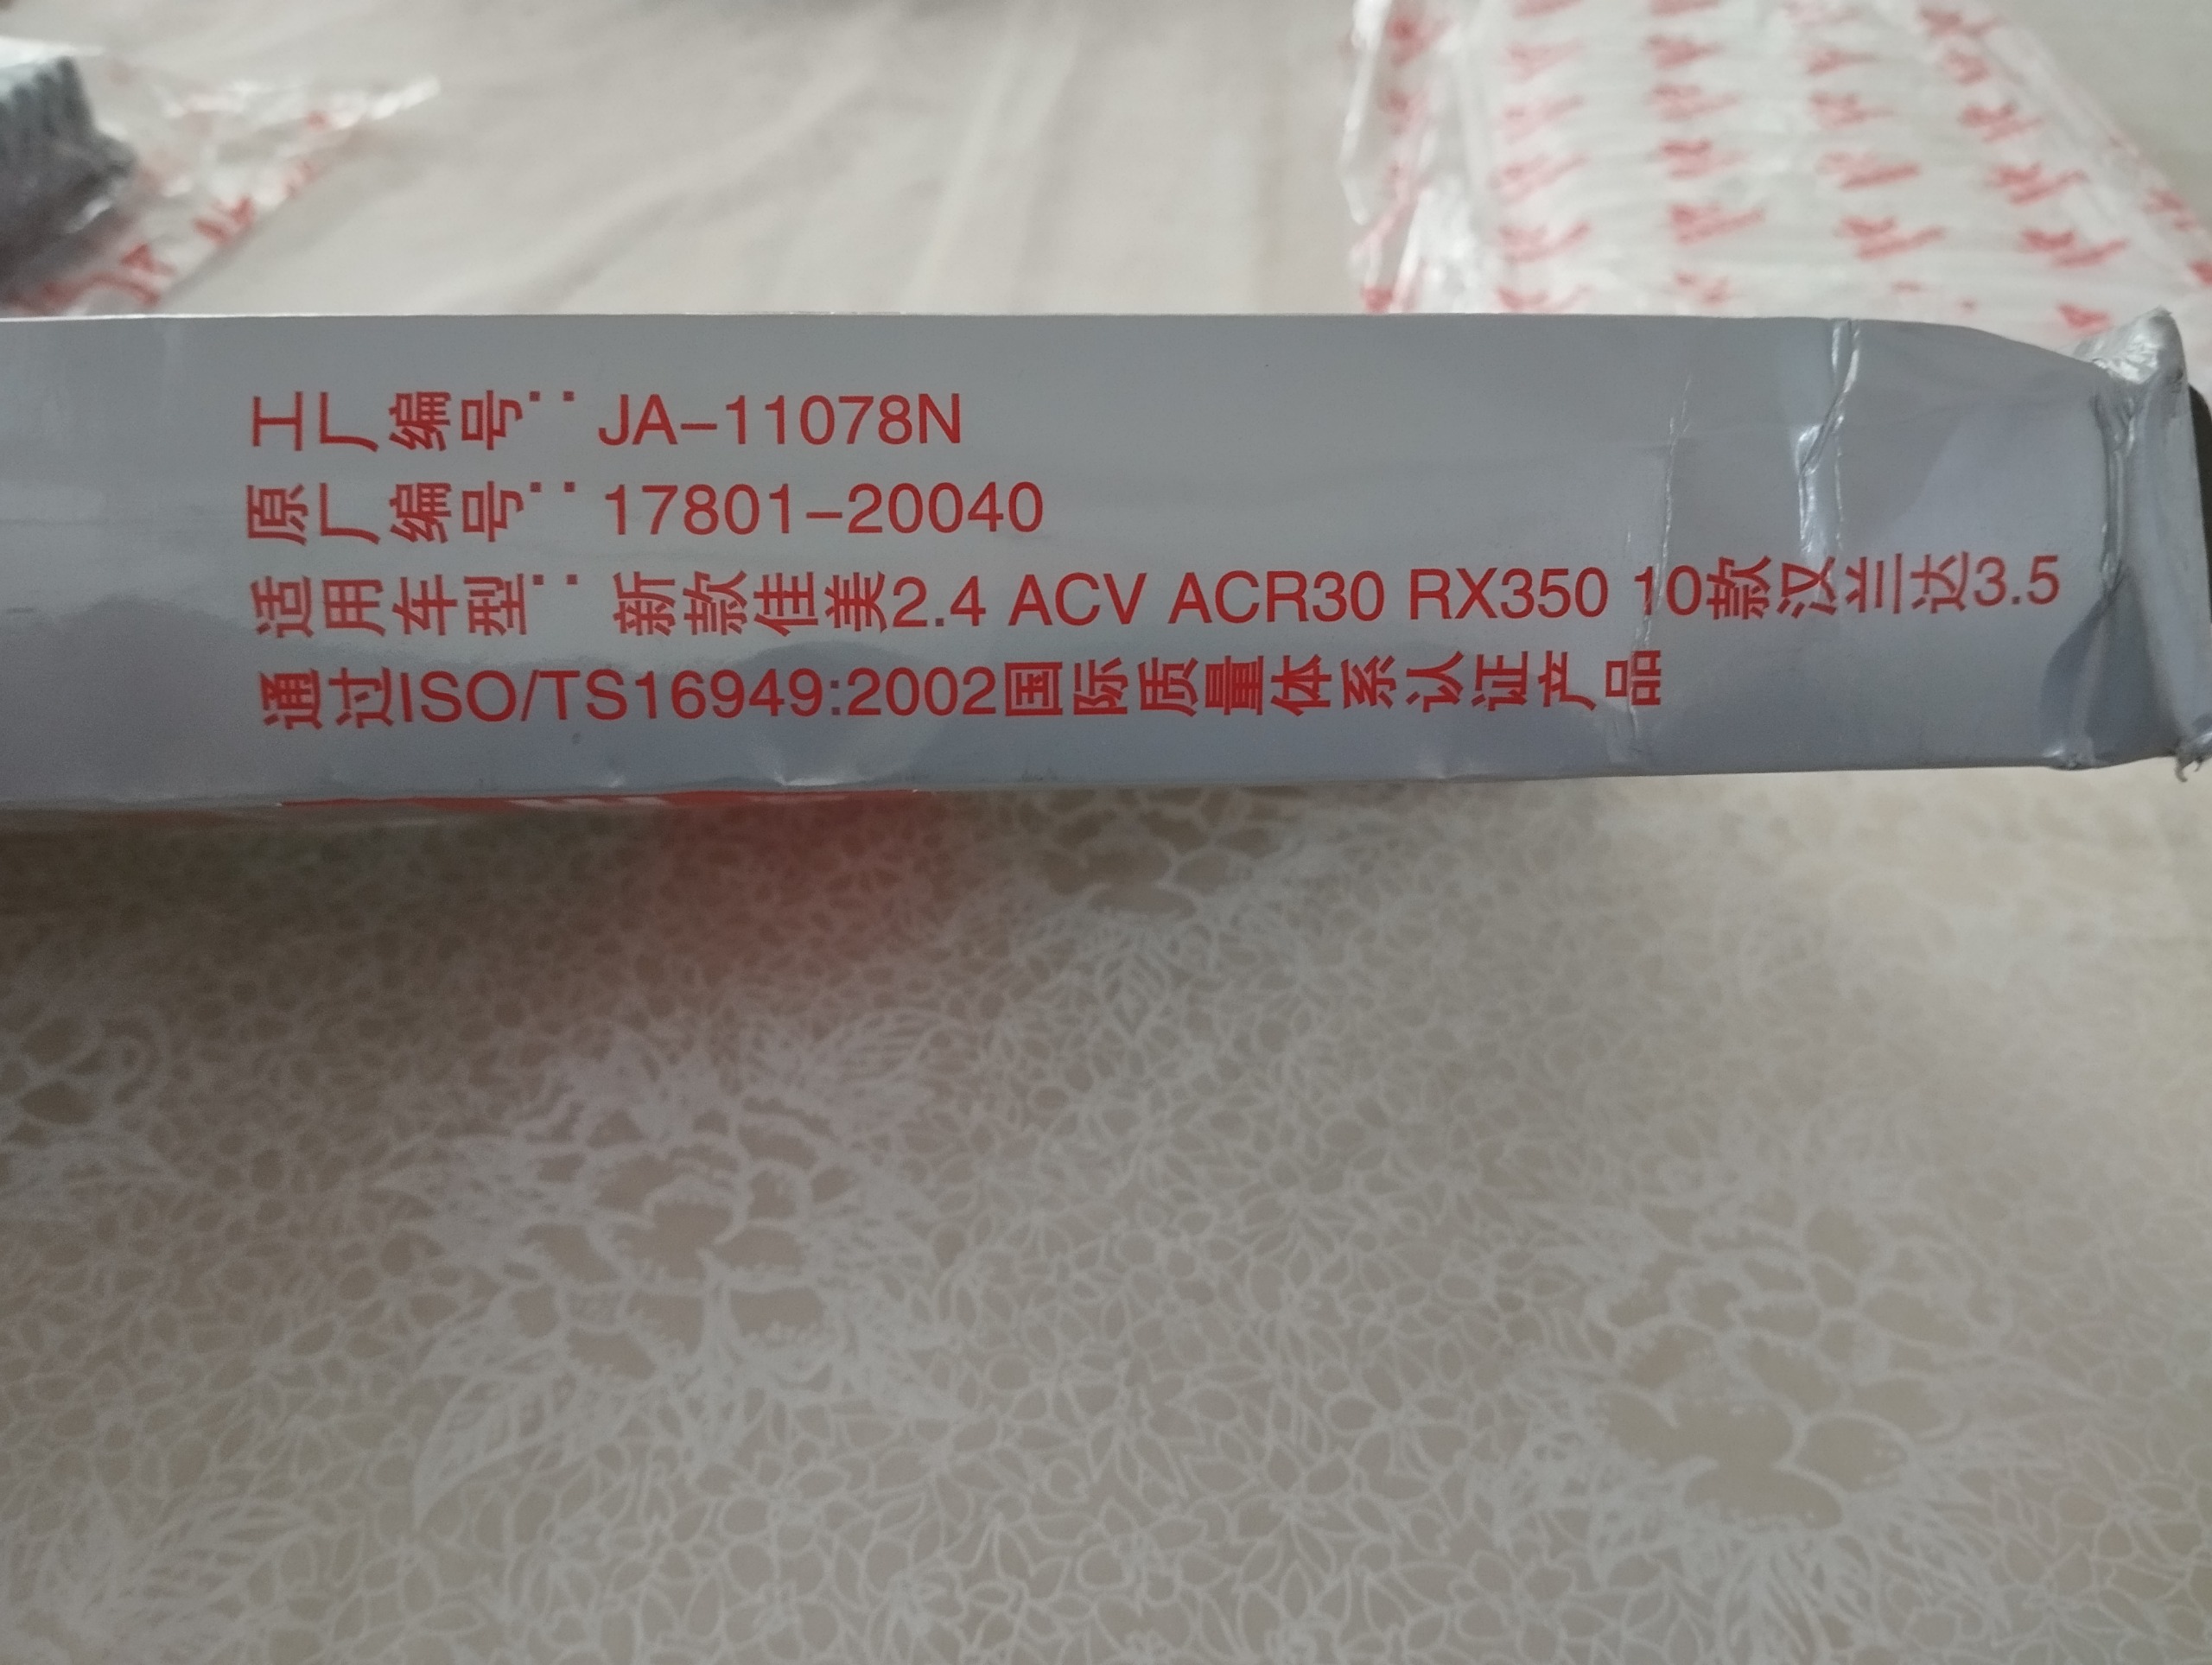 工厂编号：JA-11078N
原厂编号：17801-20040
适用车型：新款佳美2.4 ACV ACR30 RX350 10款汉兰达3.5
通过ISO/TS16949:2002国际质量体系认证产品